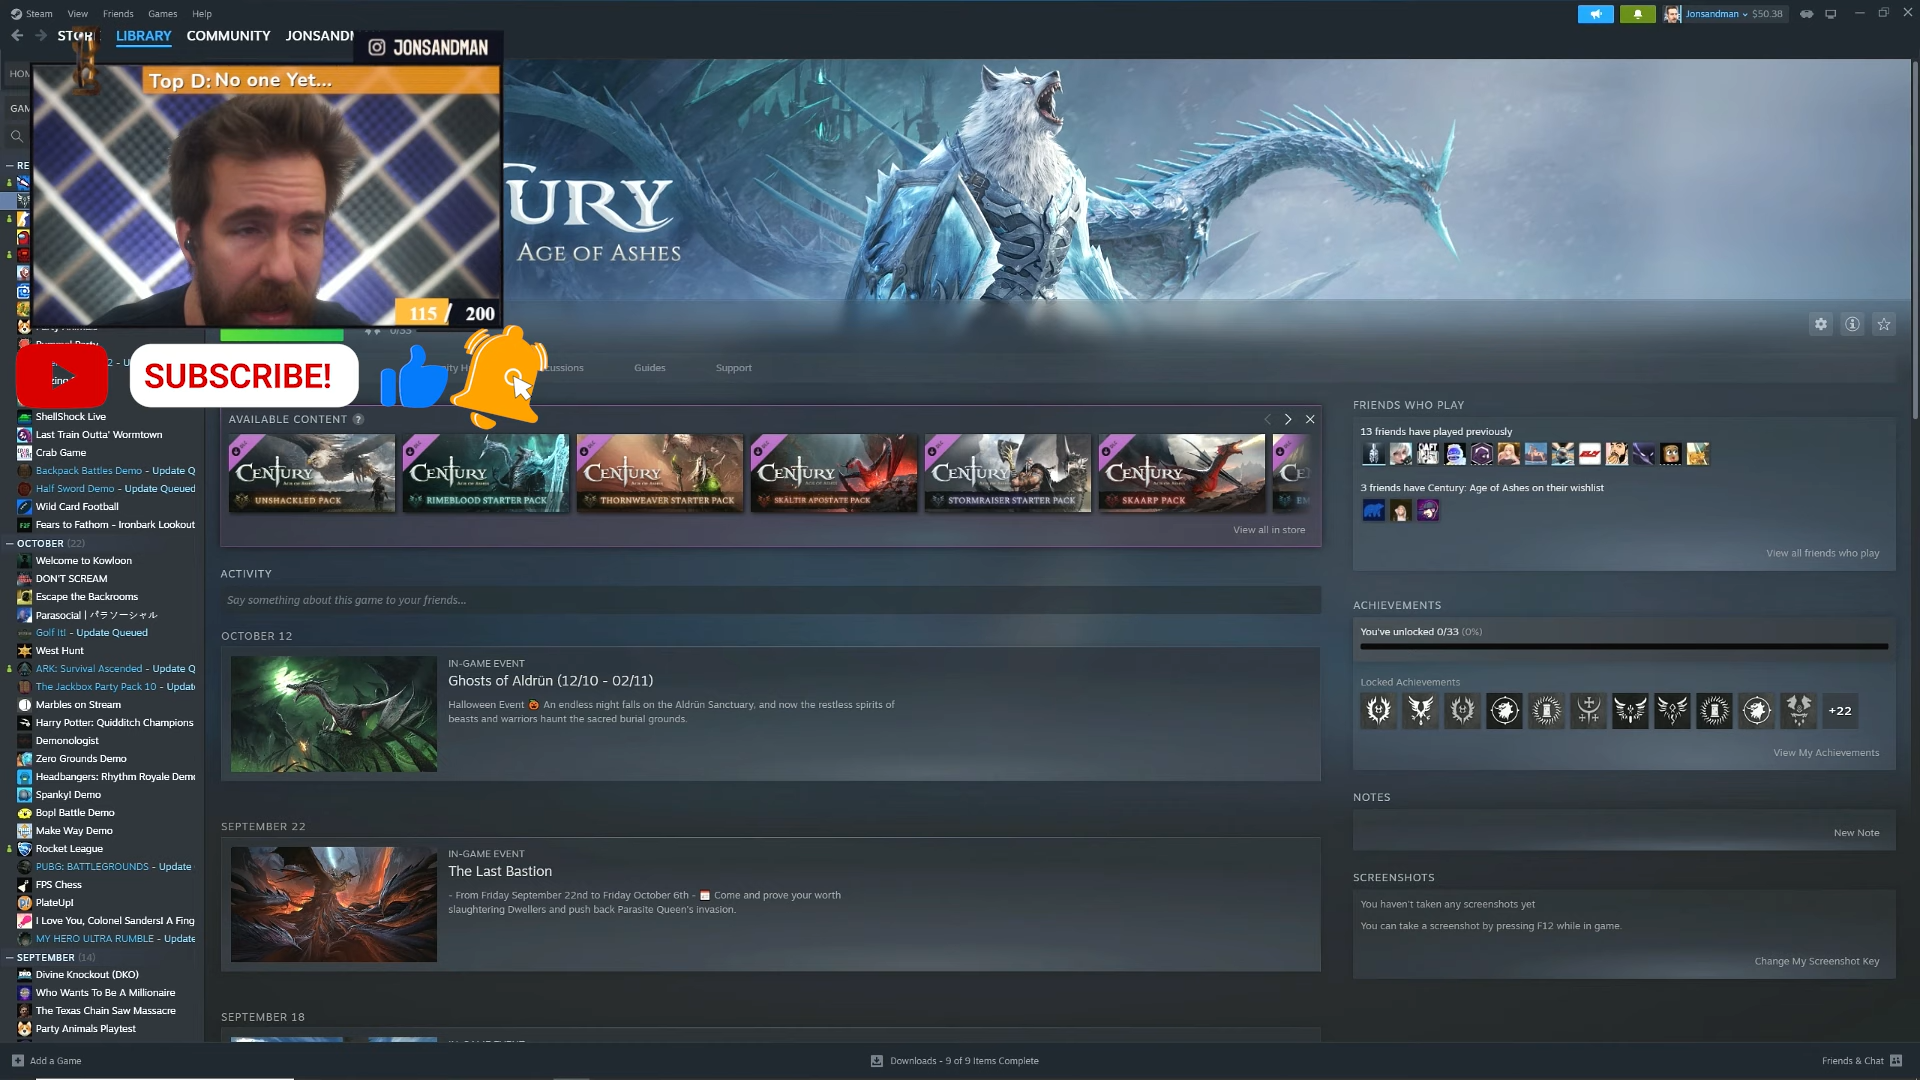 Steam View Friends Games Help
Jonsandman $50.38
LIBRARY COMMUNITY
JONSANDMAN
Top D: No one Yet...
115 / 200
URY
AGE OF ASHES
0/33
SUBSCRIBE!
Guides Support
AVAILABLE CONTENT ?
CENTURY UNSHACKLED PACK
CENTURY RIMEBLOOD STARTER PACK
CENTURY THORNWEAVER STARTER PACK
CENTURY SKÁLTIR APOSTATE PACK
CENTURY STORMRAISER STARTER PACK
CENTURY SKAARP PACK
View all in store
ACTIVITY
Say something about this game to your friends...
OCTOBER 12
IN-GAME EVENT
Ghosts of Aldrün (12/10 - 02/11)
Halloween Event 🎃 An endless night falls on the Aldrün Sanctuary, and now the restless spirits of
beasts and warriors haunt the sacred burial grounds.
SEPTEMBER 22
IN-GAME EVENT
The Last Bastion
- From Friday September 22nd to Friday October 6th - 🗓 Come and prove your worth
slaughtering Dwellers and push back Parasite Queen's invasion.
SEPTEMBER 18
FRIENDS WHO PLAY
13 friends have played previously
3 friends have Century: Age of Ashes on their wishlist
View all friends who play
ACHIEVEMENTS
You've unlocked 0/33 (0%)
Locked Achievements
+22
View My Achievements
NOTES
New Note
SCREENSHOTS
You haven't taken any screenshots yet
You can take a screenshot by pressing F12 while in game.
Change My Screenshot Key
ShellShock Live
Last Train Outta' Wormtown
Crab Game
Backpack Battles Demo - Update Q
Half Sword Demo - Update Queued
Wild Card Football
Fears to Fathom - Ironbark Lookout
OCTOBER (22)
Welcome to Kowloon
DON'T SCREAM
Escape the Backrooms
Parasocial | パラソーシャル
Golf It! - Update Queued
West Hunt
ARK: Survival Ascended - Update Q
The Jackbox Party Pack 10 - Updat
Marbles on Stream
Harry Potter: Quidditch Champions
Demonologist
Zero Grounds Demo
Headbangers: Rhythm Royale Demo
Spanky! Demo
Bopl Battle Demo
Make Way Demo
Rocket League
PUBG: BATTLEGROUNDS - Update
FPS Chess
PlateUp!
I Love You, Colonel Sanders! A Fing
MY HERO ULTRA RUMBLE - Update
SEPTEMBER (14)
Divine Knockout (DKO)
Who Wants To Be A Millionaire
The Texas Chain Saw Massacre
Party Animals Playtest
Add a Game
Downloads - 9 of 9 Items Complete
Friends & Chat